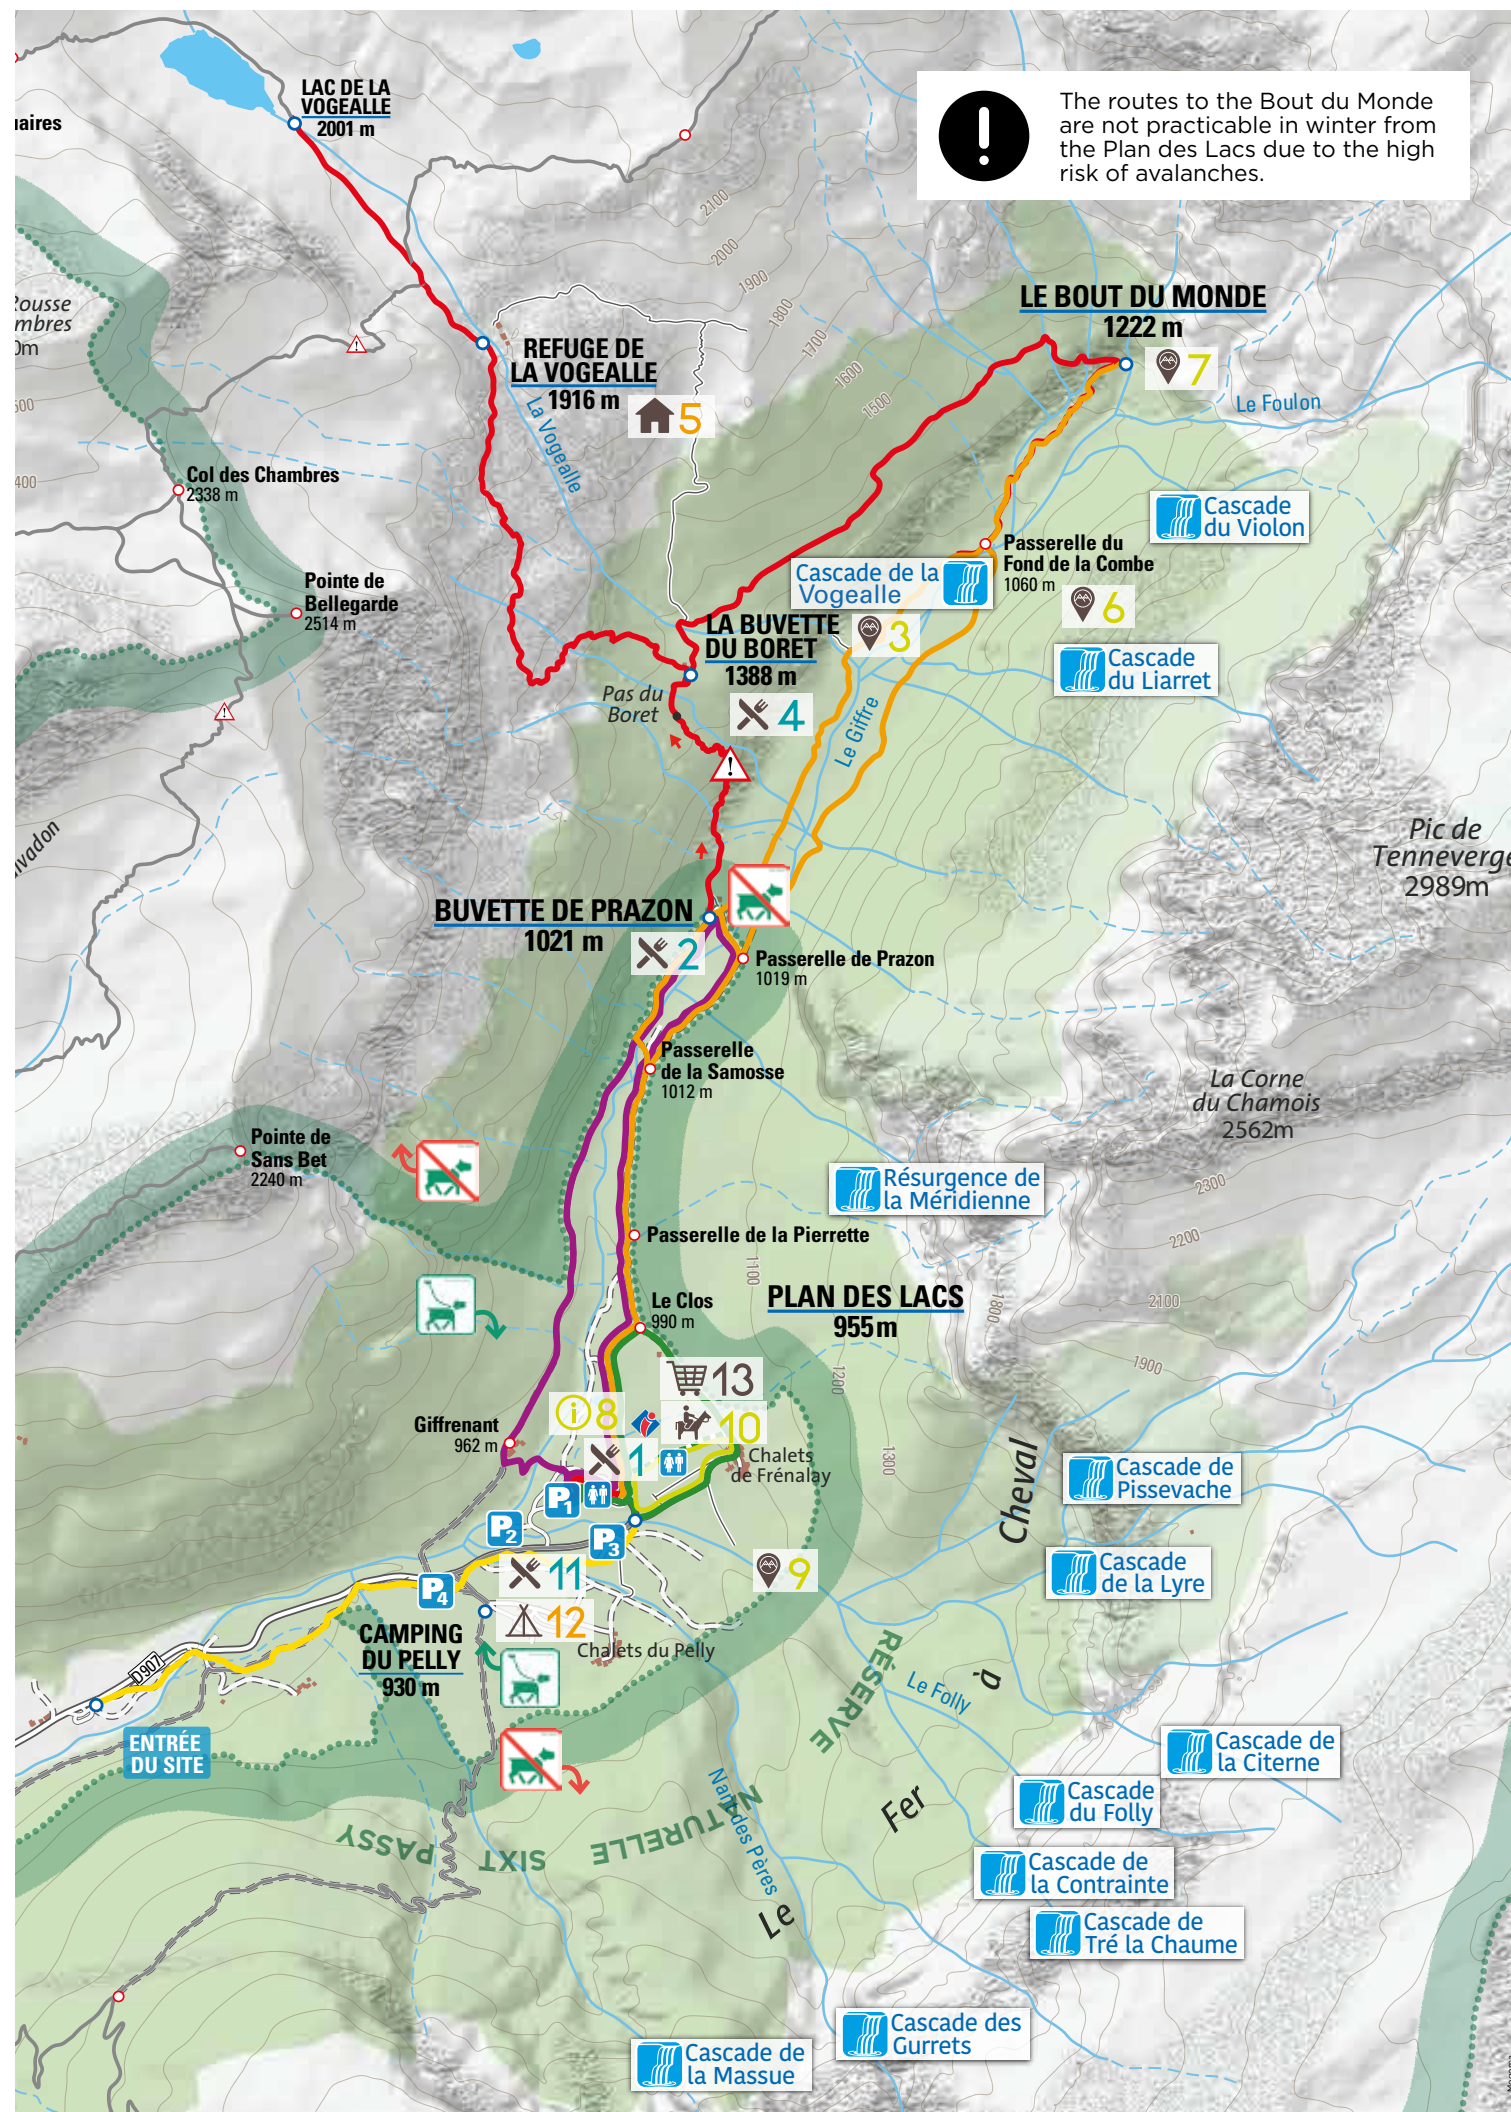 The routes to the Bout du Monde
are not practicable in winter from
the Plan des Lacs due to the high
risk of avalanches.
LAC DE LA
VOGEALLE
2001 m
2100
2000
1900
1800
1700
1600
1500
LE BOUT DU MONDE
1222 m
7
REFUGE DE
LA VOGEALLE
1916 m
5
La Vogealle
Le Foulon
Col des Chambres
2338 m
Cascade
du Violon
Passerelle du
Fond de la Combe
1060 m
6
Cascade de la
Vogealle
3
Pointe de
Bellegarde
2514 m
LA BUVETTE
DU BORET
1388 m
4
Cascade
du Liarret
Pas du
Boret
Le Giffre
Pic de
Tenneverge
2989m
BUVETTE DE PRAZON
1021 m
2
Passerelle de Prazon
1019 m
Passerelle
de la Samosse
1012 m
La Corne
du Chamois
2562m
Pointe de
Sans Bet
2240 m
Résurgence de
la Méridienne
2300
2200
2100
1900
1800
Passerelle de la Pierrette
1100
Le Clos
990 m
PLAN DES LACS
955 m
1200
1300
13
8
10
1
Giffrenant
962 m
Chalets
de Frénalay
P1
P2
P3
P4
11
12
9
Cheval
Cascade de
Pissevache
Cascade
de la Lyre
CAMPING
DU PELLY
930 m
Chalets du Pelly
D907
ENTRÉE
DU SITE
RÉSERVE
NATURELLE
SIXT
PASSY
Le Folly
à
Fer
Le
Nant des Pères
Cascade de
la Citerne
Cascade
du Folly
Cascade de
la Contrainte
Cascade de
Tré la Chaume
Cascade des
Gurrets
Cascade de
la Massue